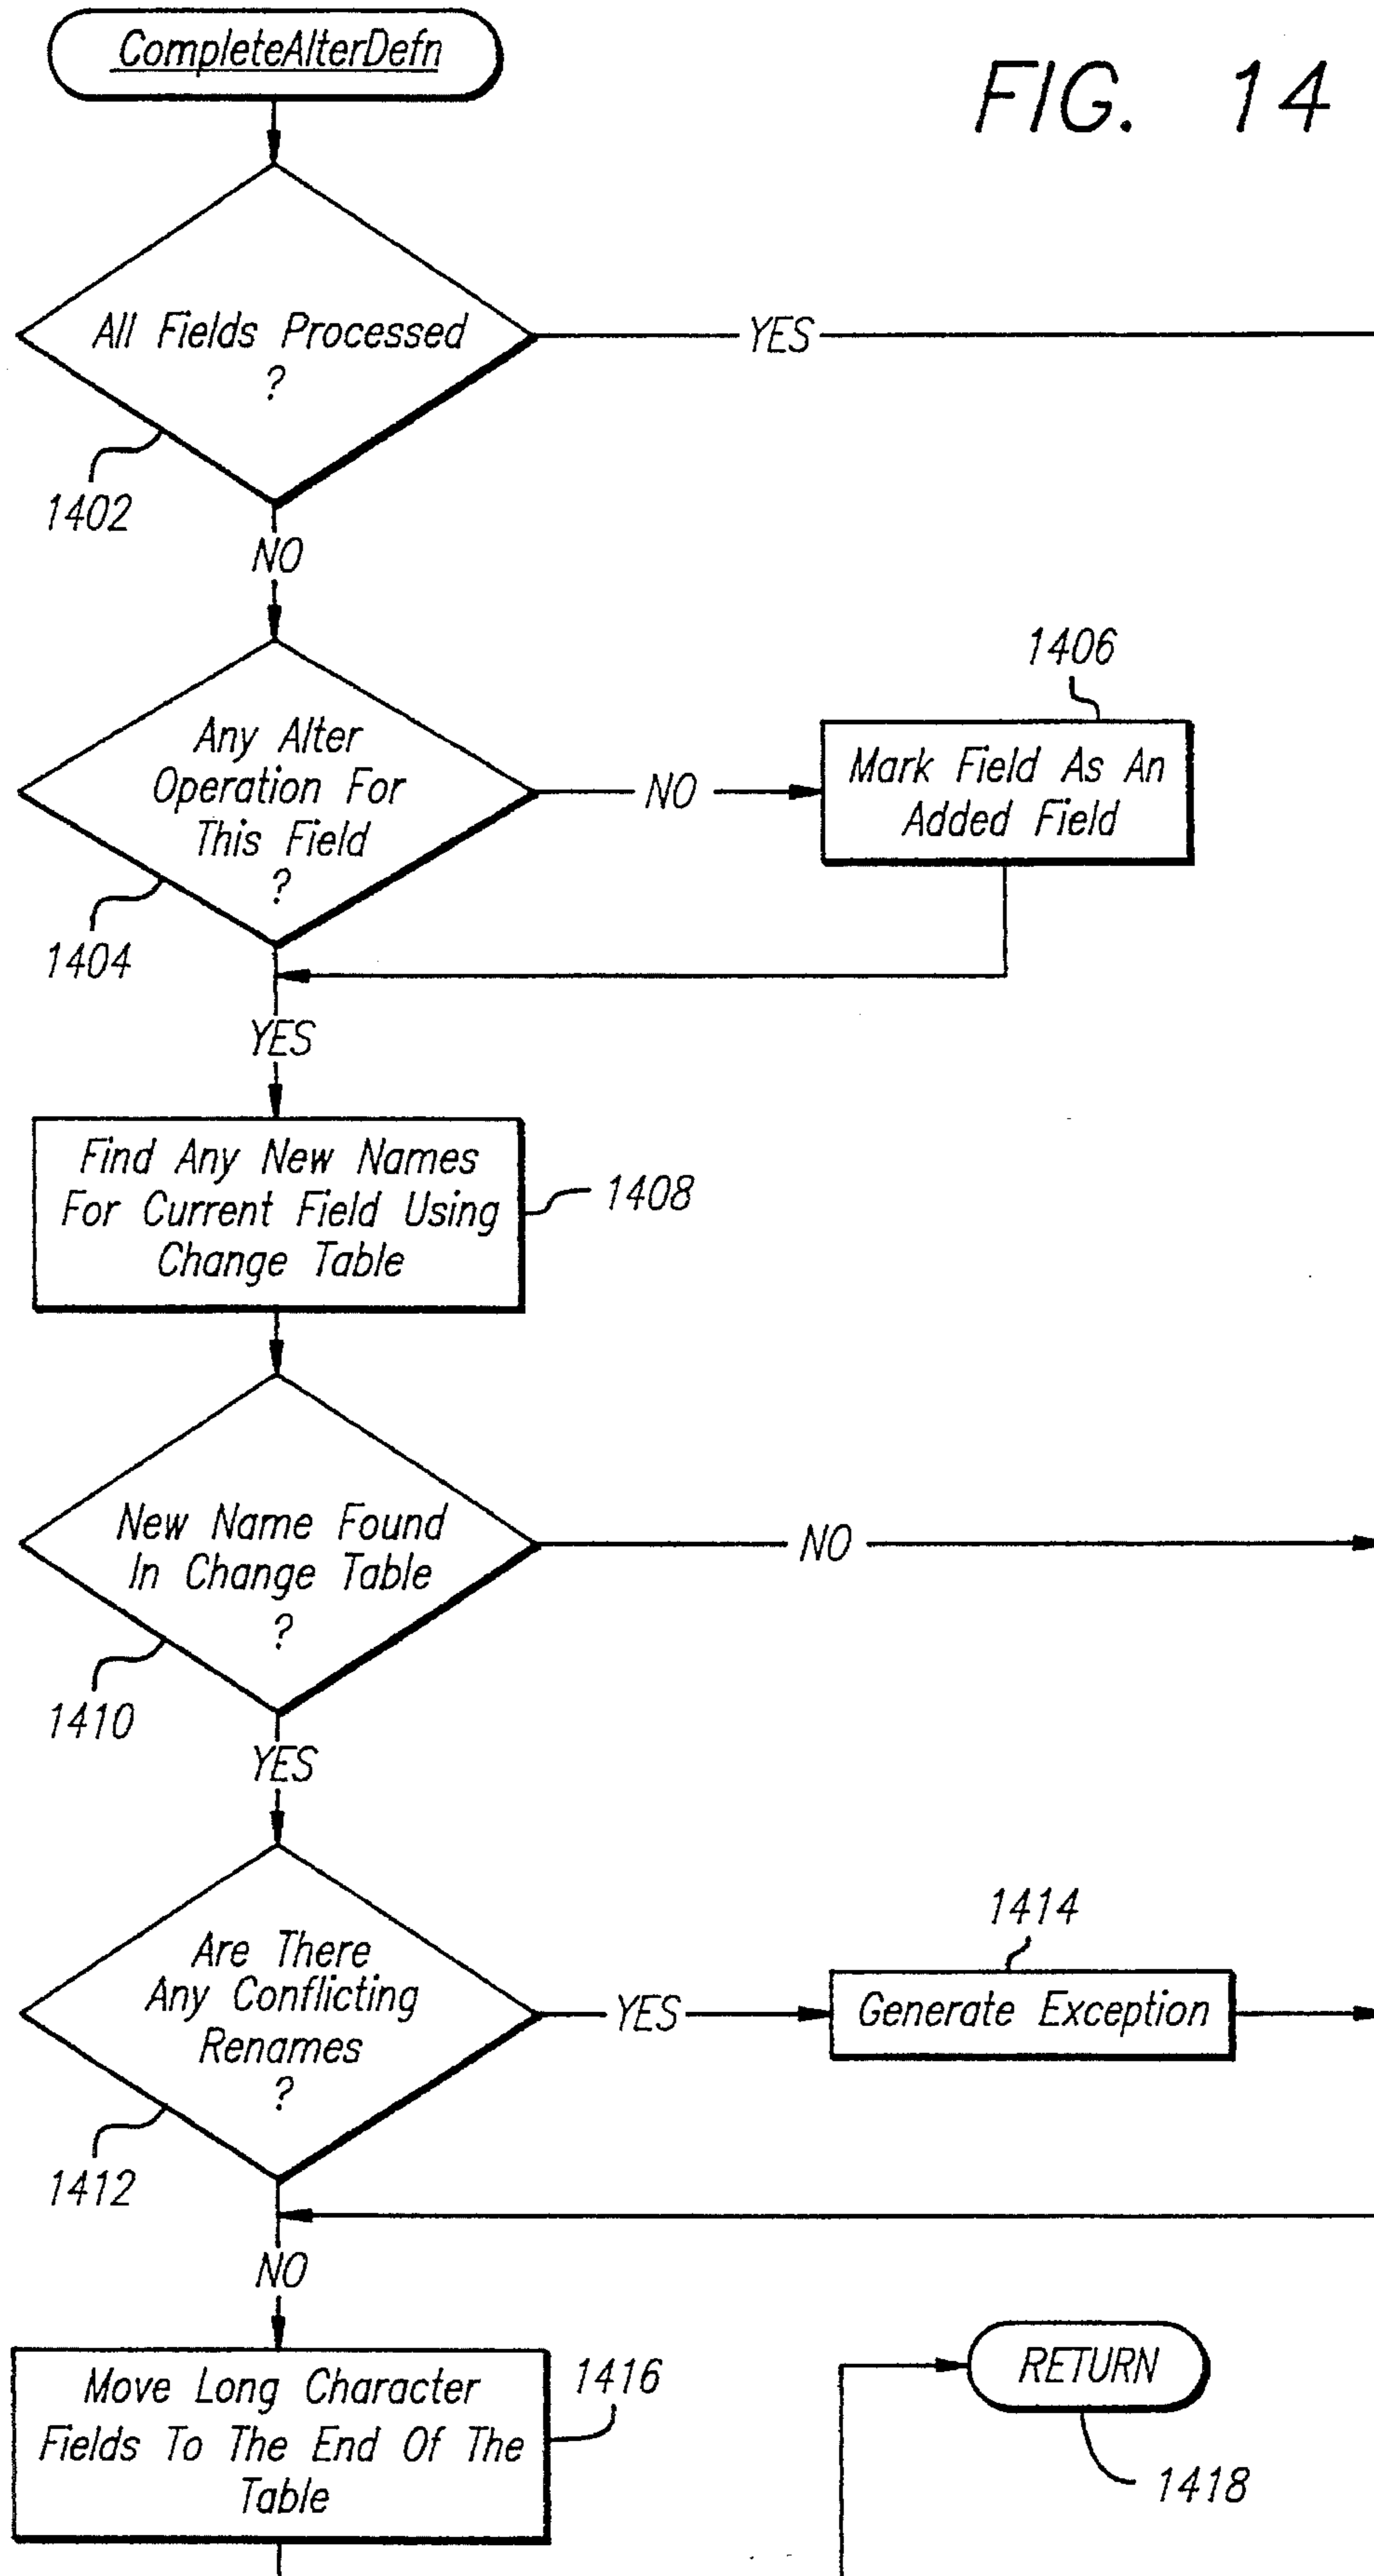 CompleteAlterDefn
FIG. 14
All Fields Processed
?
YES
1402
NO
1406
Any Alter
Operation For
This Field
?
NO
Mark Field As An
Added Field
1404
YES
Find Any New Names
For Current Field Using
Change Table
1408
New Name Found
In Change Table
?
NO
1410
YES
1414
Are There
Any Conflicting
Renames
?
YES
Generate Exception
1412
NO
Move Long Character
Fields To The End Of The
Table
1416
RETURN
1418